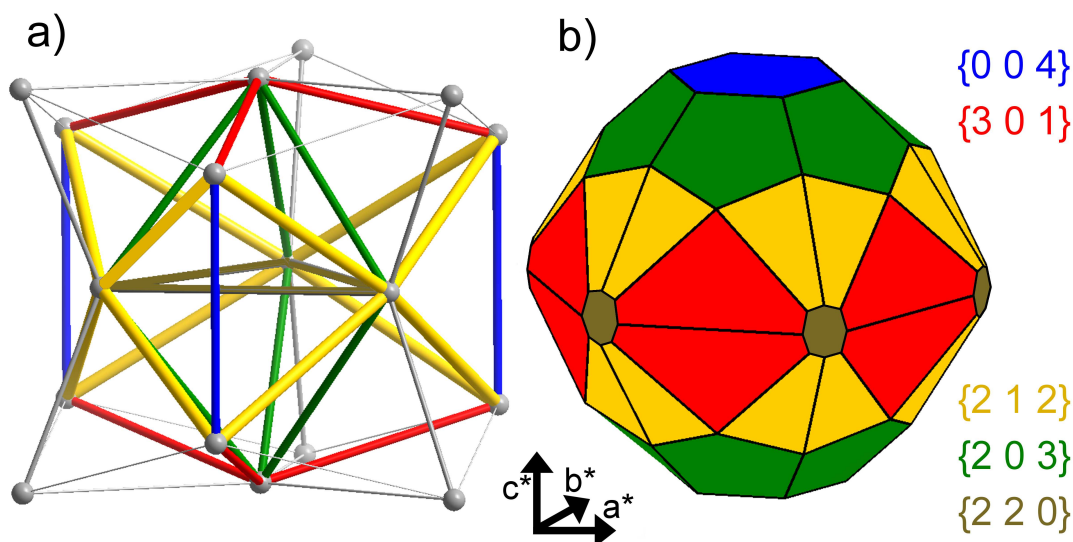 a)
b)
{0 0 4}
{3 0 1}
{2 1 2}
{2 0 3}
{2 2 0}
c*
b*
a*